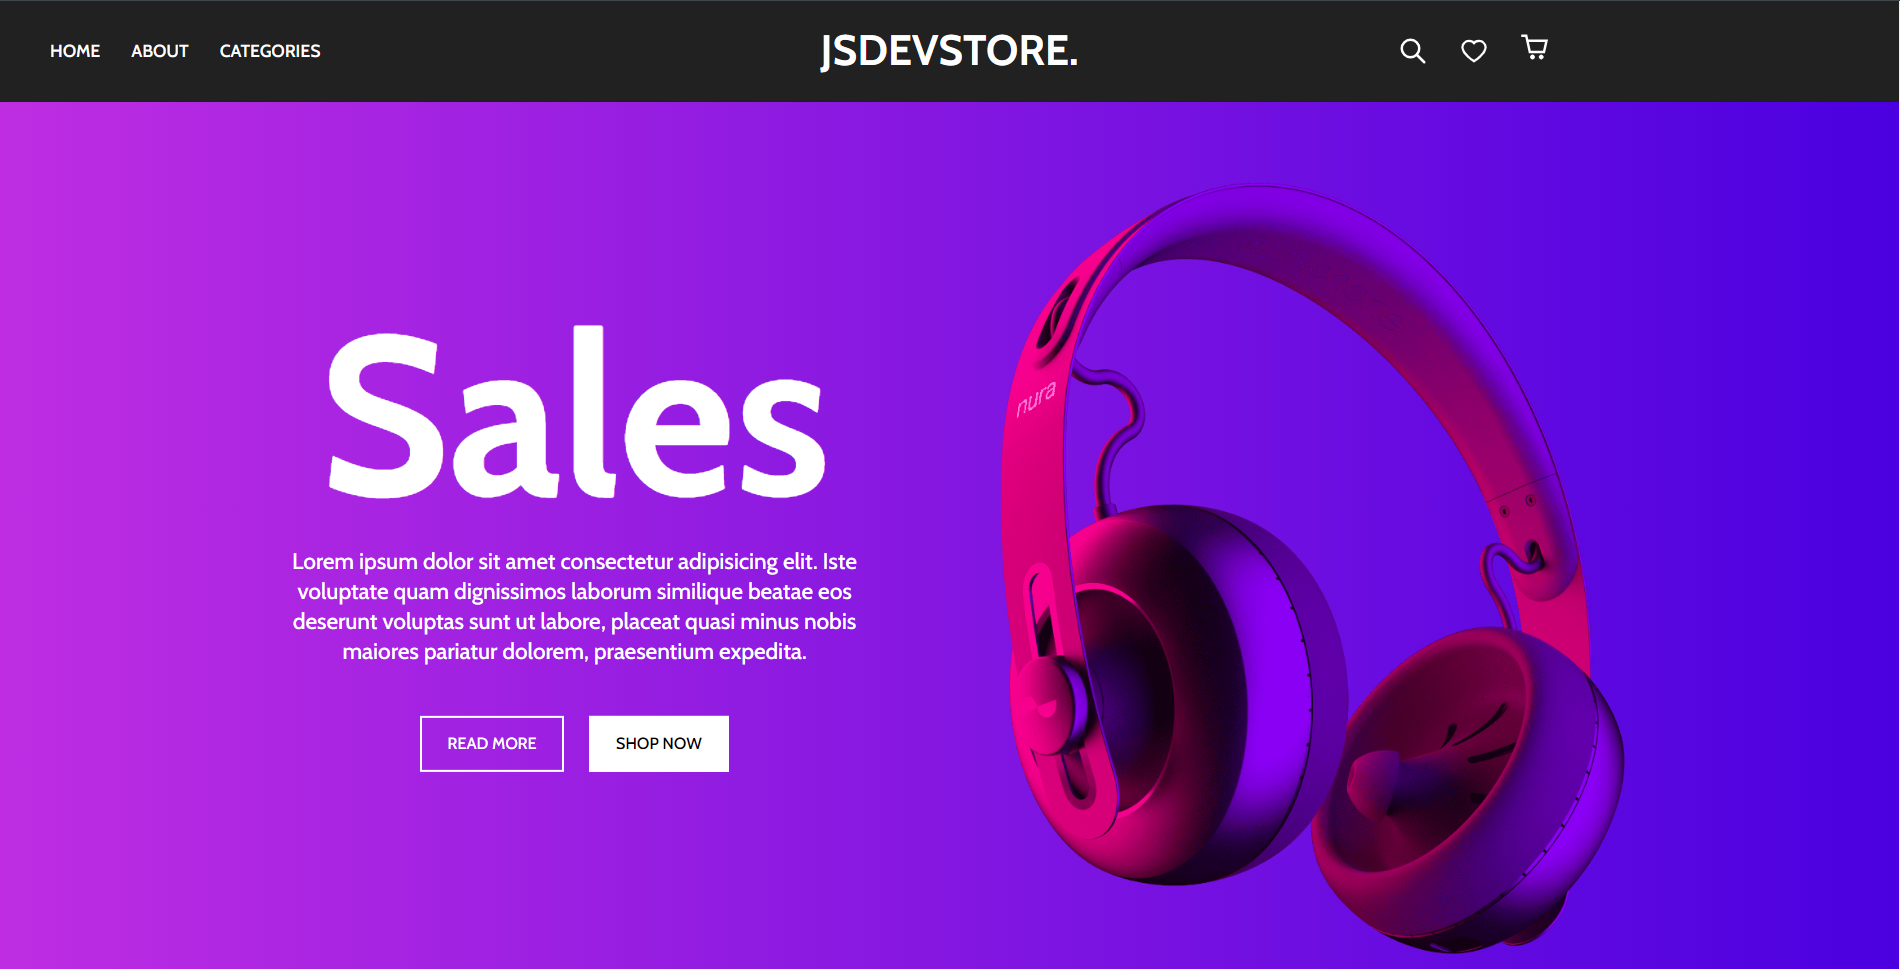 HOME ABOUT CATEGORIES JSDEVSTORE.
Sales
nura
Lorem ipsum dolor sit amet consectetur adipisicing elit. Iste
voluptate quam dignissimos laborum similique beatae eos
deserunt voluptas sunt ut labore, placeat quasi minus nobis
maiores pariatur dolorem, praesentium expedita.
READ MORE SHOP NOW